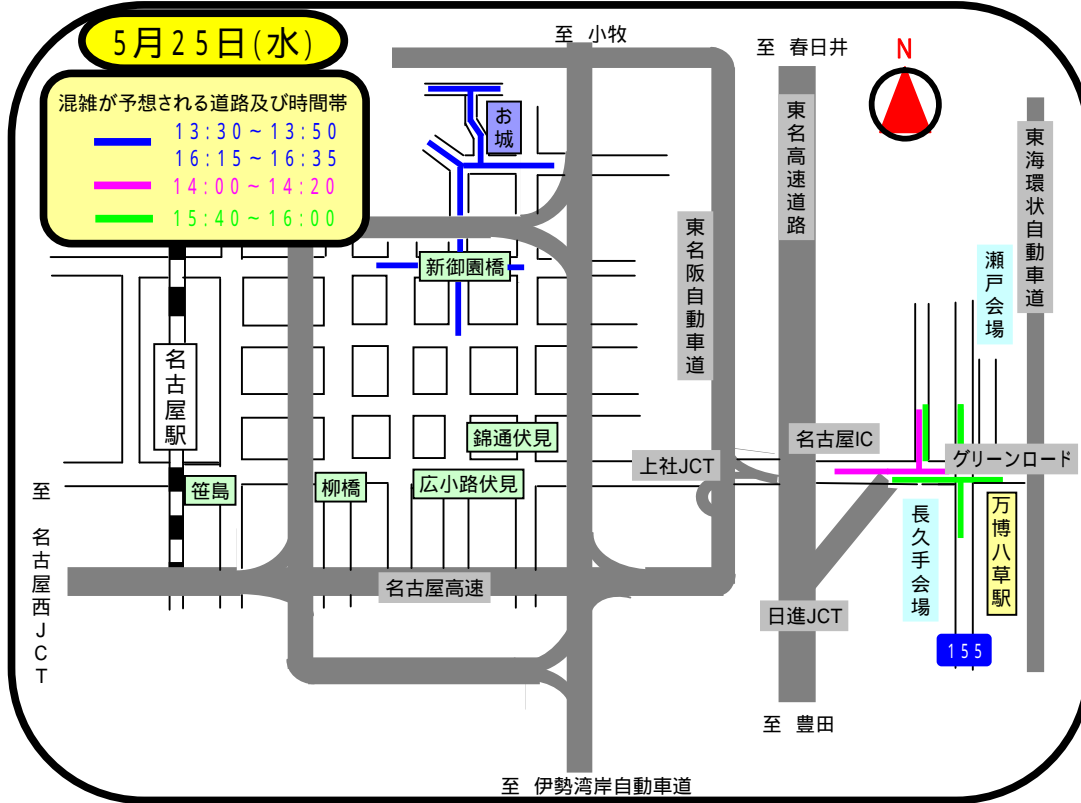 5月25日(水)
混雑が予想される道路及び時間帯
13:30～13:50
16:15～16:35
14:00～14:20
15:40～16:00
至 小牧
至 春日井
N
お城
東名高速道路
東海環状自動車道
東名阪自動車道
瀬戸会場
新御園橋
名古屋駅
錦通伏見
名古屋IC
グリーンロード
上社JCT
笹島
柳橋
広小路伏見
至 名古屋西JCT
長久手会場
万博八草駅
名古屋高速
日進JCT
155
至 豊田
至 伊勢湾岸自動車道